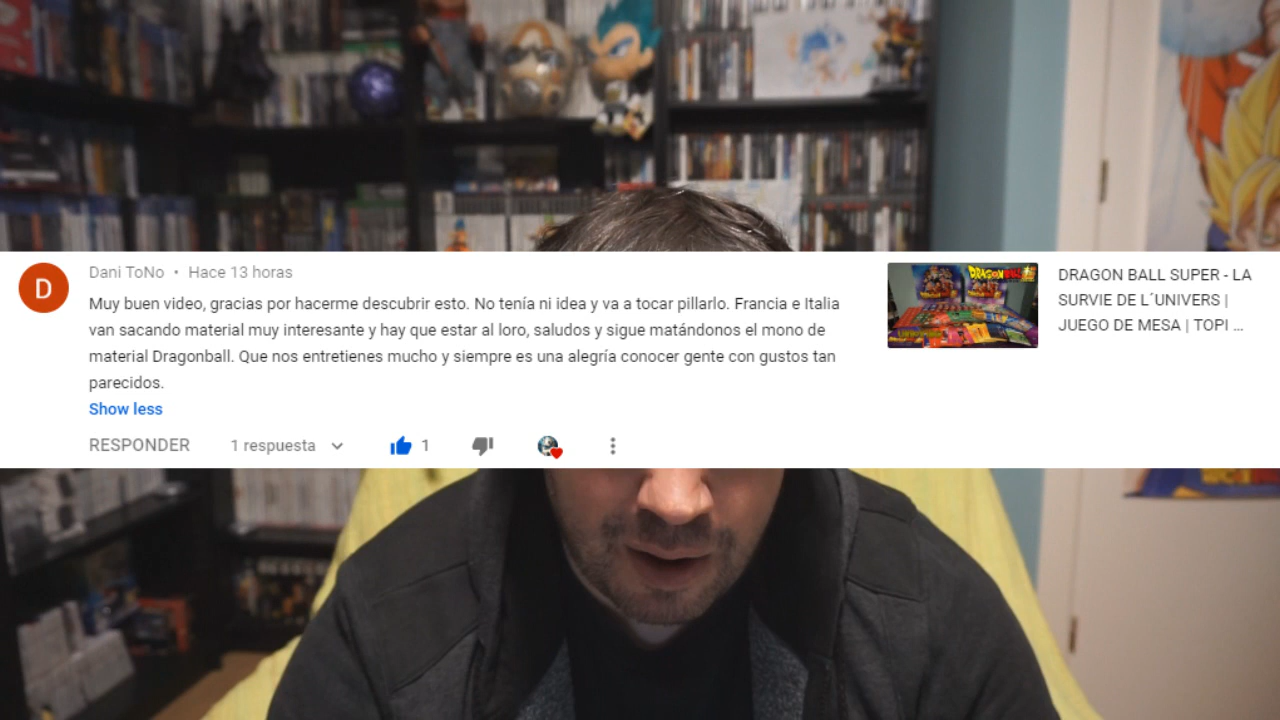 Dani ToNo • Hace 13 horas
D
Muy buen video, gracias por hacerme descubrir esto. No tenía ni idea y va a tocar pillarlo. Francia e Italia
van sacando material muy interesante y hay que estar al loro, saludos y sigue matándonos el mono de
material Dragonball. Que nos entretienes mucho y siempre es una alegría conocer gente con gustos tan
parecidos.
Show less
RESPONDER 1 respuesta 1
DRAGON BALL SUPER - LA
SURVIE DE L´UNIVERS |
JUEGO DE MESA | TOPI ...